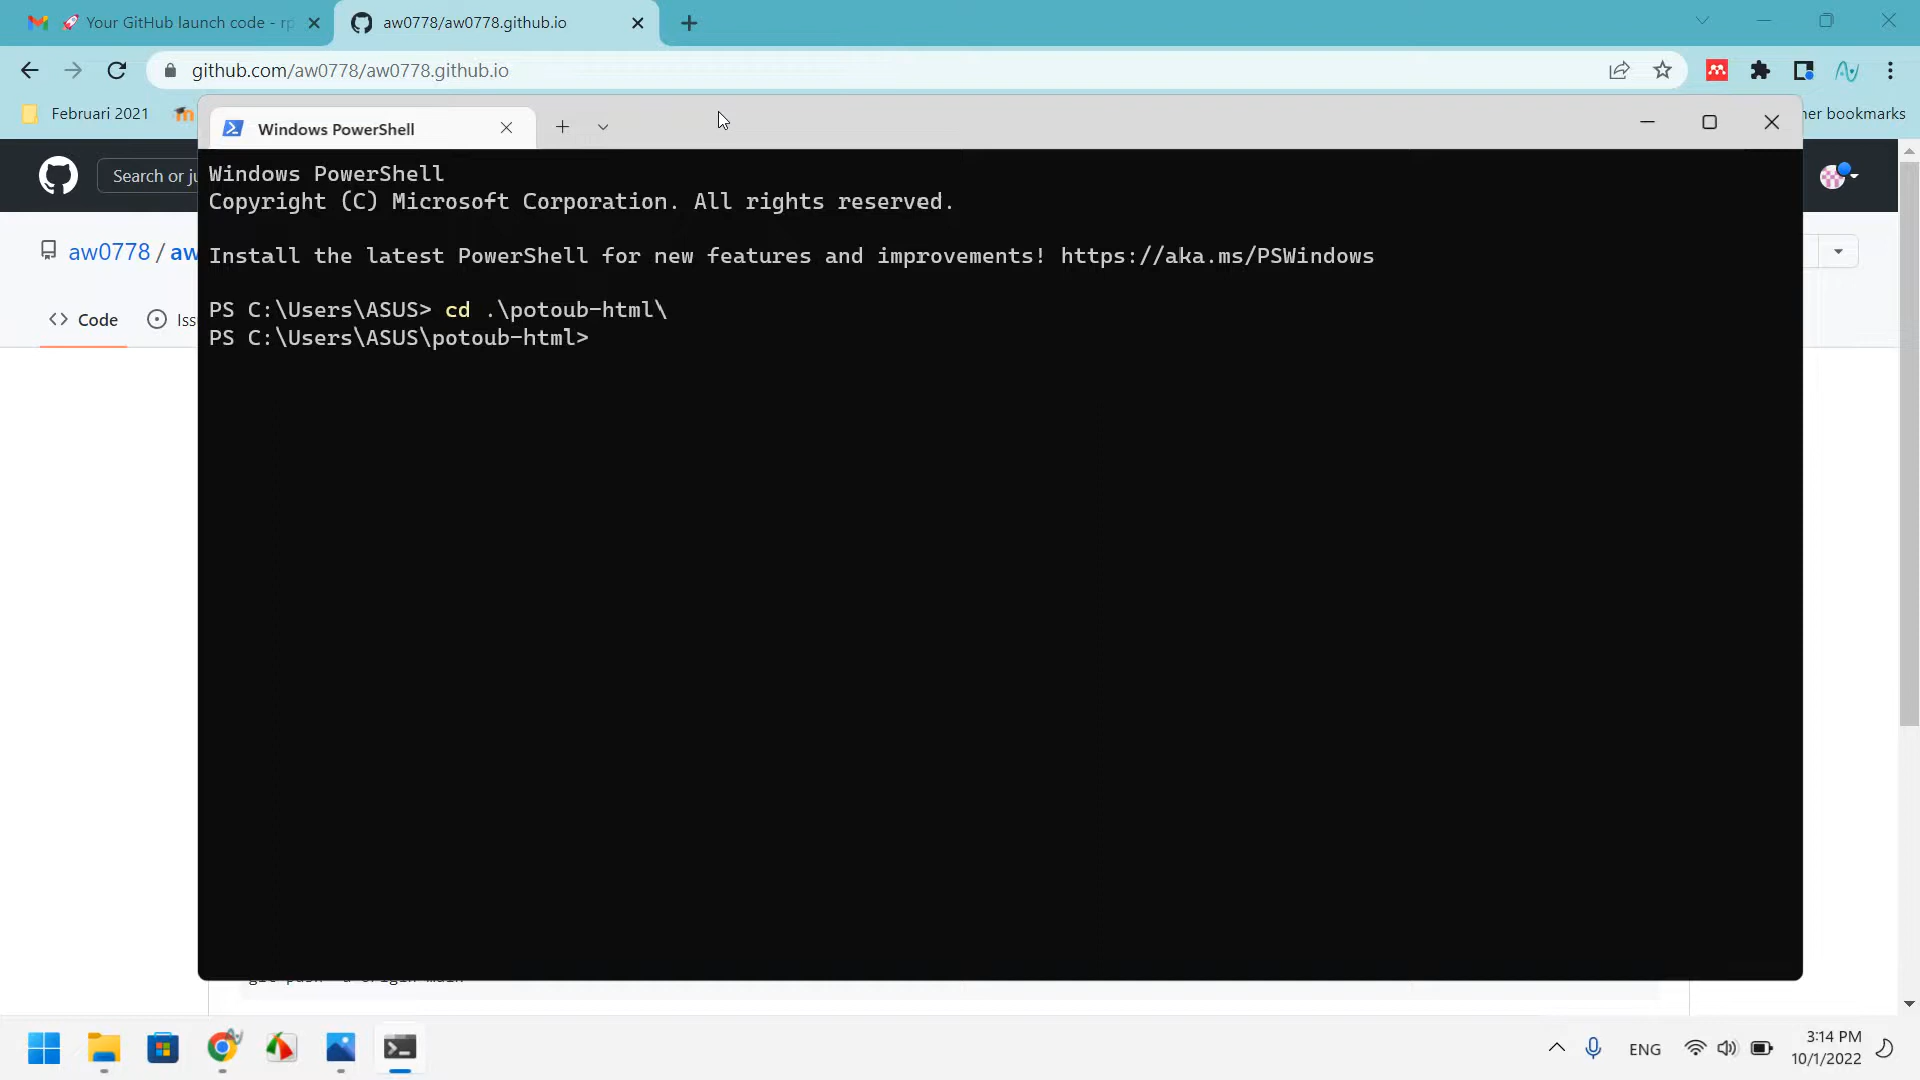 Your GitHub launch code - rp
aw0778/aw0778.github.io
github.com/aw0778/aw0778.github.io
Februari 2021
er bookmarks
Windows PowerShell
Search or ju
aw0778 / aw
Code
Iss
Windows PowerShell
Copyright (C) Microsoft Corporation. All rights reserved.
Install the latest PowerShell for new features and improvements! https://aka.ms/PSWindows
PS C:\Users\ASUS> cd .\potoub-html\
PS C:\Users\ASUS\potoub-html>
ENG
3:14 PM
10/1/2022